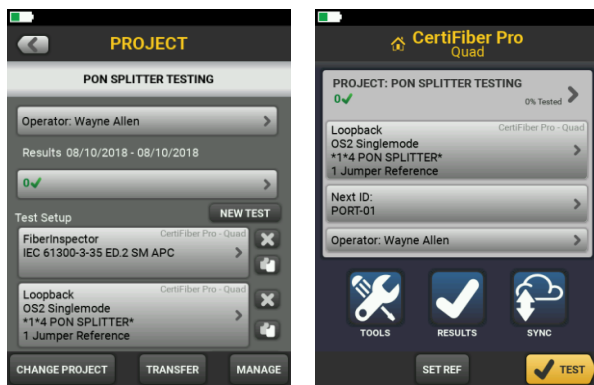 PROJECT
PON SPLITTER TESTING
Operator: Wayne Allen
Results 08/10/2018 - 08/10/2018
0✓
Test Setup
NEW TEST
CertiFiber Pro - Quad
FiberInspector
IEC 61300-3-35 ED.2 SM APC
CertiFiber Pro - Quad
Loopback
OS2 Singlemode
*1*4 PON SPLITTER*
1 Jumper Reference
CHANGE PROJECT
TRANSFER
MANAGE
CertiFiber Pro
Quad
PROJECT: PON SPLITTER TESTING
0✓
0% Tested
CertiFiber Pro - Quad
Loopback
OS2 Singlemode
*1*4 PON SPLITTER*
1 Jumper Reference
Next ID:
PORT-01
Operator: Wayne Allen
TOOLS
RESULTS
SYNC
SET REF
TEST